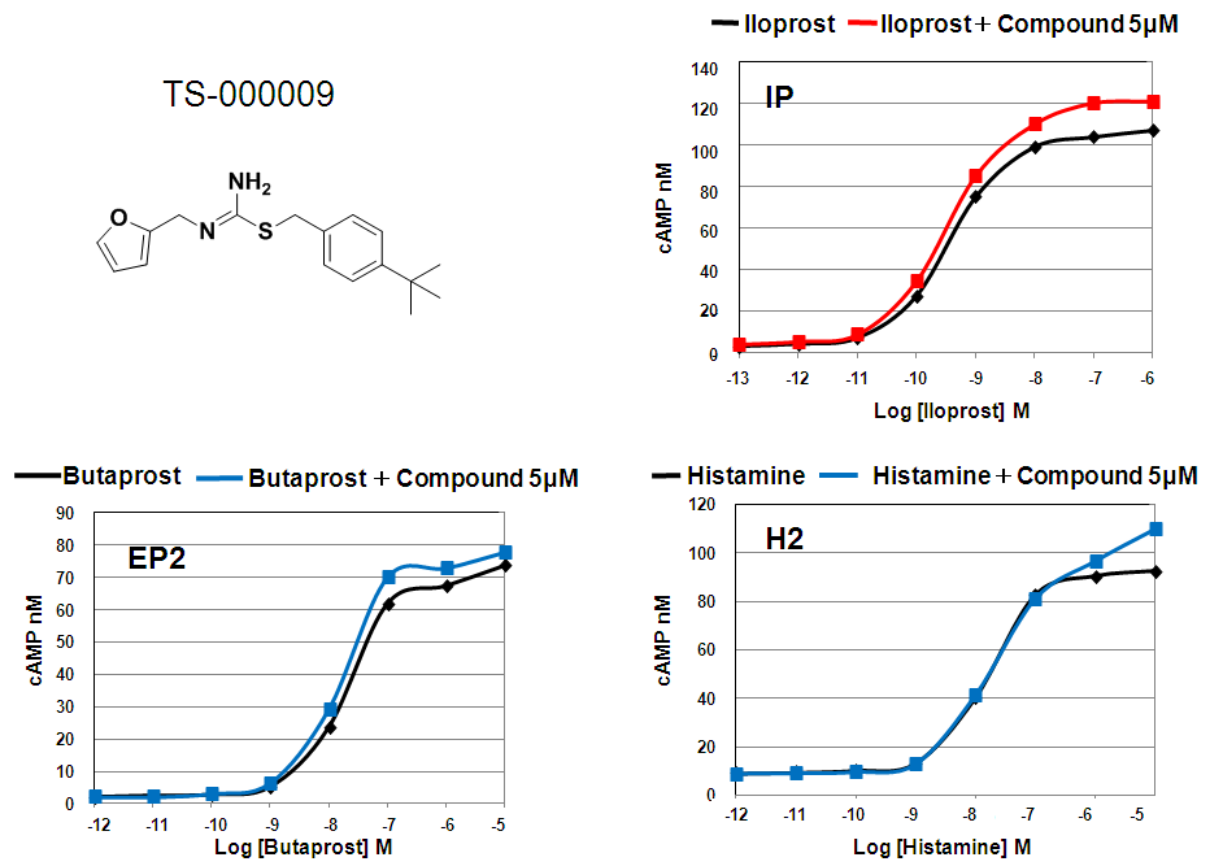 TS-000009
O
N
NH2
S
Iloprost Iloprost + Compound 5µM
IP
140
120
100
80
60
40
20
0
cAMP nM
-13 -12 -11 -10 -9 -8 -7 -6
Log [Iloprost] M
Butaprost Butaprost + Compound 5µM
EP2
90
80
70
60
50
40
30
20
10
0
cAMP nM
-12 -11 -10 -9 -8 -7 -6 -5
Log [Butaprost] M
Histamine Histamine + Compound 5µM
H2
120
100
80
60
40
20
0
cAMP nM
-12 -11 -10 -9 -8 -7 -6 -5
Log [Histamine] M